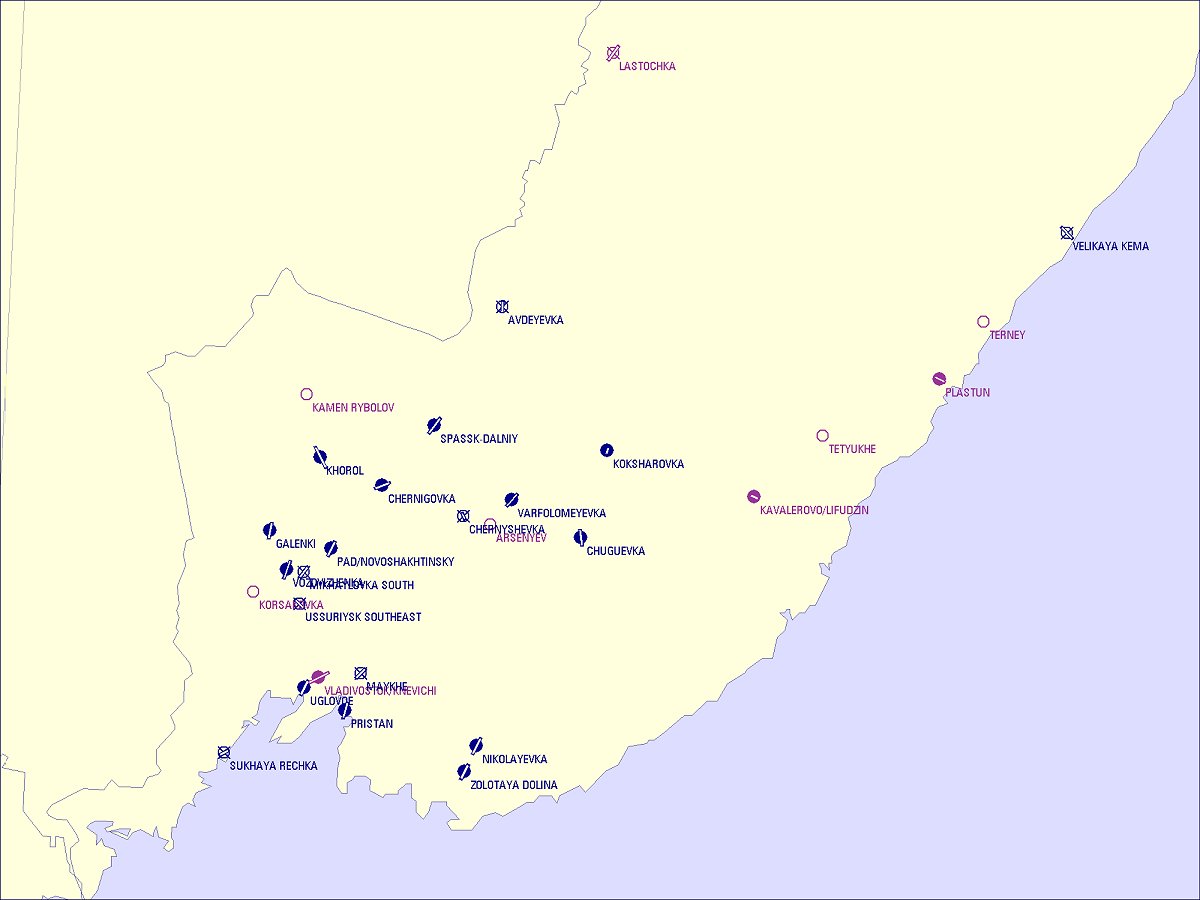 LASTOCHKA
VELIKAYA KEMA
AVDEYEVKA
TERNEY
PLASTUN
KAMEN RYBOLOV
SPASSK-DALNIY
TETYUKHE
KOKSHAROVKA
KHOROL
CHERNIGOVKA
KAVALEROVO/LIFUDZIN
VARFOLOMEYEVKA
CHERNYSHEVKA
ARSENYEV
GALENKI
CHUGUEVKA
PAD/NOVOSHAKHTINSKY
VOZDVIZHENKA
MIKHAYLOVKA SOUTH
KORSAKOVKA
USSURIYSK SOUTHEAST
MAYKHE
VLADIVOSTOK/KNEVICHI
UGLOVOE
PRISTAN
NIKOLAYEVKA
SUKHAYA RECHKA
ZOLOTAYA DOLINA